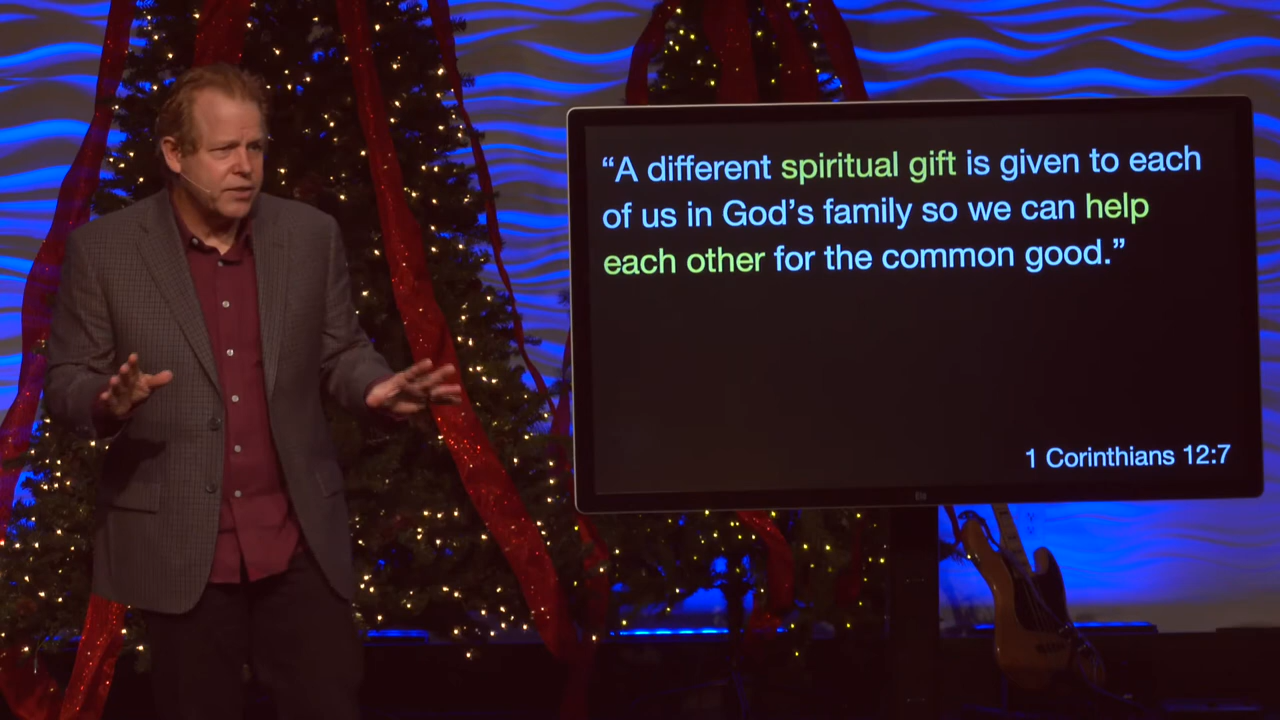 “A different spiritual gift is given to each
of us in God’s family so we can help
each other for the common good.”
1 Corinthians 12:7